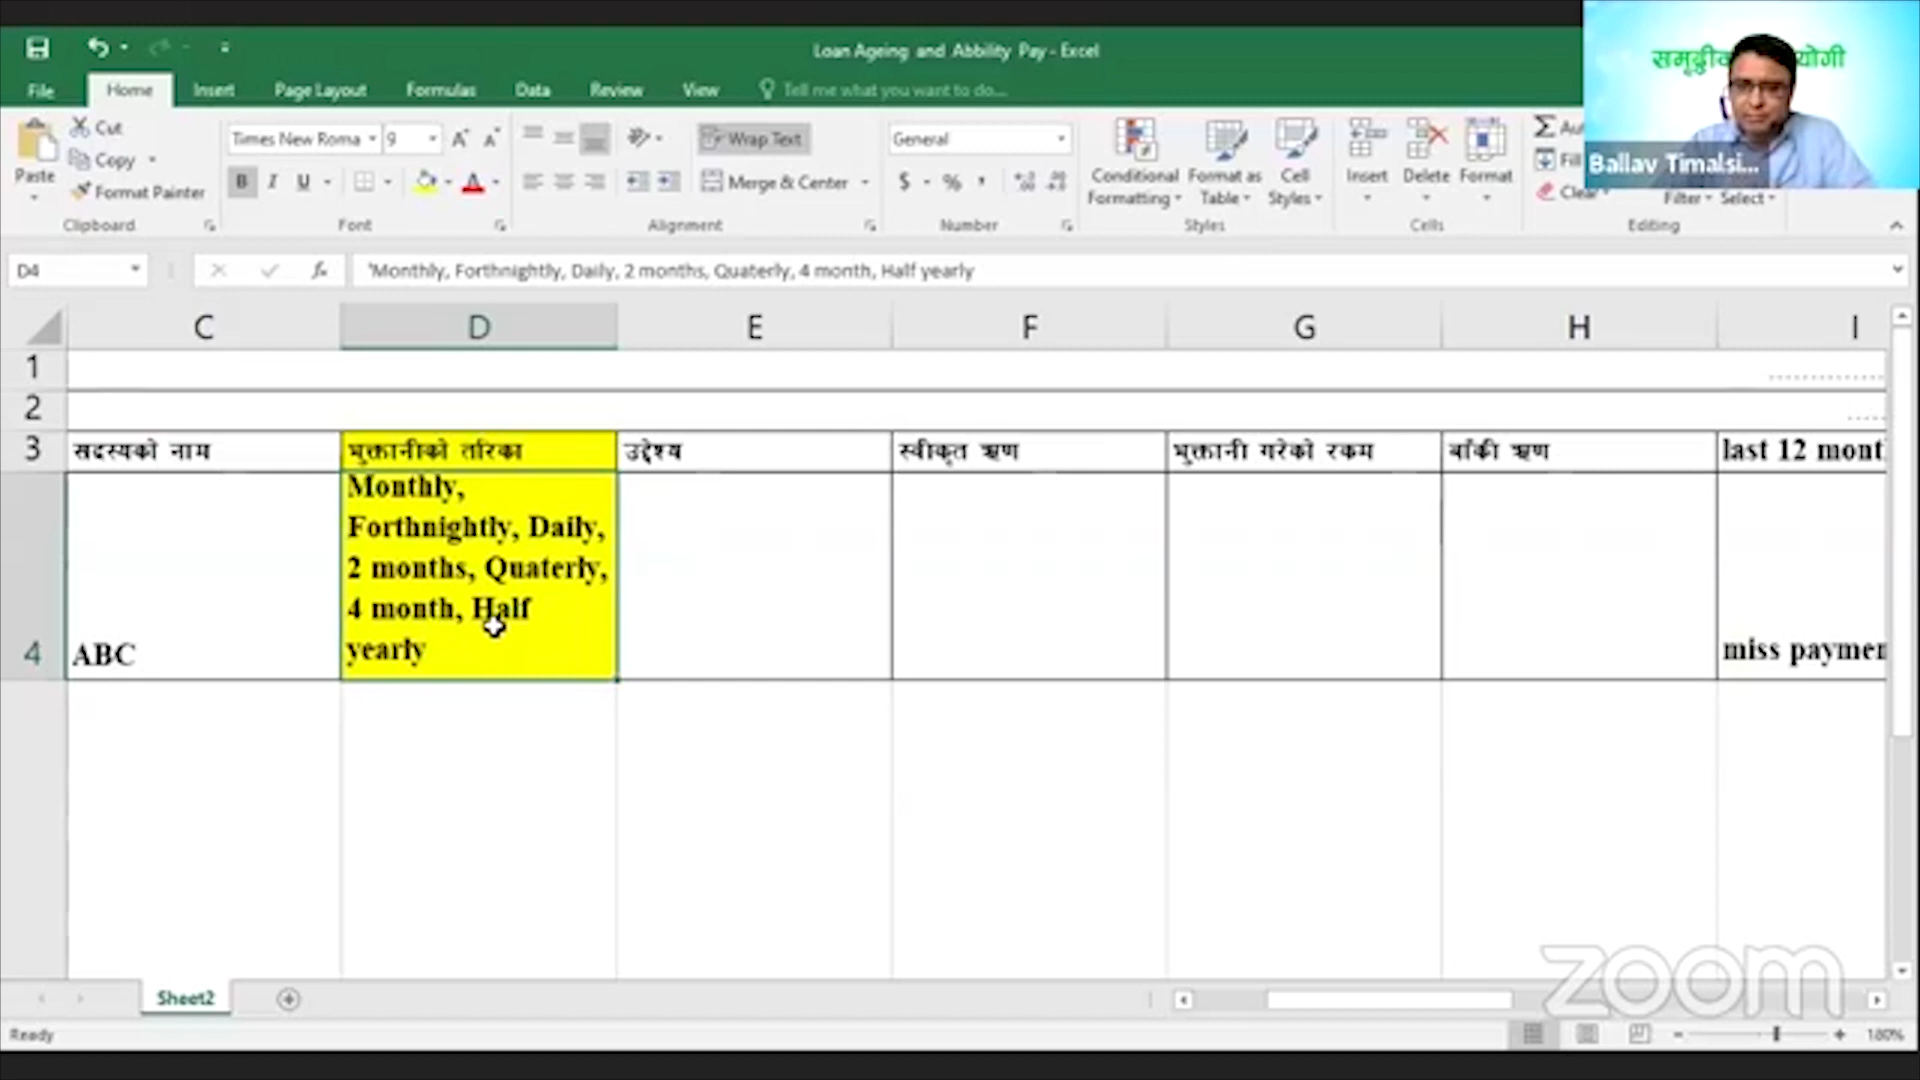 Loan Ageing and Abbility Pay - Excel
File Home Insert Page Layout Formulas Data Review View Tell me what you want to do...
Paste
Cut
Copy
Format Painter
Clipboard
Times New Roma 9
B I U
Font
Wrap Text
Merge & Center
Alignment
General
$ %
Number
Conditional Formatting
Format as Table
Cell Styles
Styles
Insert Delete Format
Cells
Clear
Filter Select
Editing
Ballav Timalsi...
D4
'Monthly, Forthnightly, Daily, 2 months, Quaterly, 4 month, Half yearly
C D E F G H I
1
2
3 सदस्यको नाम भुक्तानीको तरिका उद्देश्य स्वीकृत ऋण भुक्तानी गरेको रकम बाँकी ऋण last 12 mont
Monthly,
Forthnightly, Daily,
2 months, Quaterly,
4 month, Half
yearly
4 ABC
miss paymen
Sheet2
Ready
180%
zoom